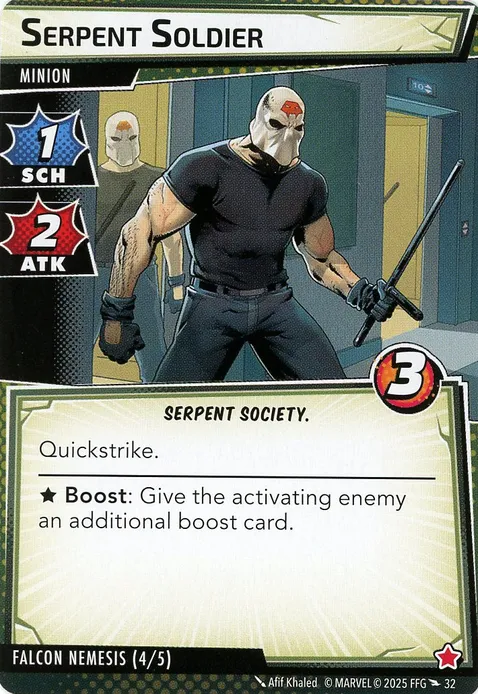 Serpent Soldier
MINION
1
SCH
2
ATK
10
3
SERPENT SOCIETY.
Quickstrike.
★ Boost: Give the activating enemy
an additional boost card.
FALCON NEMESIS (4/5)
Afif Khaled © MARVEL © 2025 FFG 32